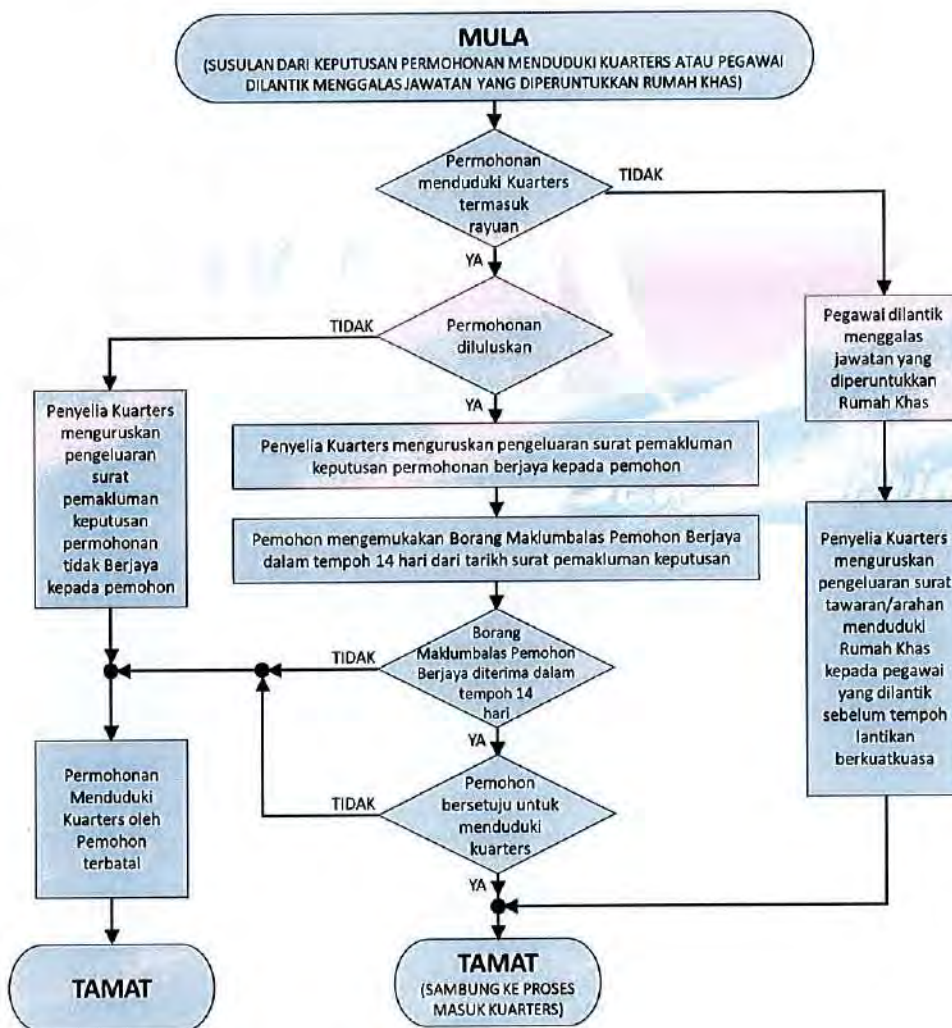 MULA
(SUSULAN DARI KEPUTUSAN PERMOHONAN MENDUDUKI KUARTERS ATAU PEGAWAI
DILANTIK MENGGALAS JAWATAN YANG DIPERUNTUKKAN RUMAH KHAS)
Permohonan
menduduki Kuarters
termasuk
rayuan
TIDAK
YA
Permohonan
diluluskan
TIDAK
YA
Pegawai dilantik
menggalas
jawatan yang
diperuntukkan
Rumah Khas
Penyelia Kuarters
menguruskan
pengeluaran
surat
pemakluman
keputusan
permohonan
tidak Berjaya
kepada pemohon
Penyelia Kuarters menguruskan pengeluaran surat pemakluman
keputusan permohonan berjaya kepada pemohon
Pemohon mengemukakan Borang Maklumbalas Pemohon Berjaya
dalam tempoh 14 hari dari tarikh surat pemakluman keputusan
Penyelia Kuarters
menguruskan
pengeluaran surat
tawaran/arahan
menduduki
Rumah Khas
kepada pegawai
yang dilantik
sebelum tempoh
lantikan
berkuatkuasa
Borang
Maklumbalas Pemohon
Berjaya diterima dalam
tempoh 14
hari
TIDAK
YA
Pemohon
bersetuju untuk
menduduki
kuarters
TIDAK
YA
Permohonan
Menduduki
Kuarters oleh
Pemohon
terbatal
TAMAT
TAMAT
(SAMBUNG KE PROSES
MASUK KUARTERS)